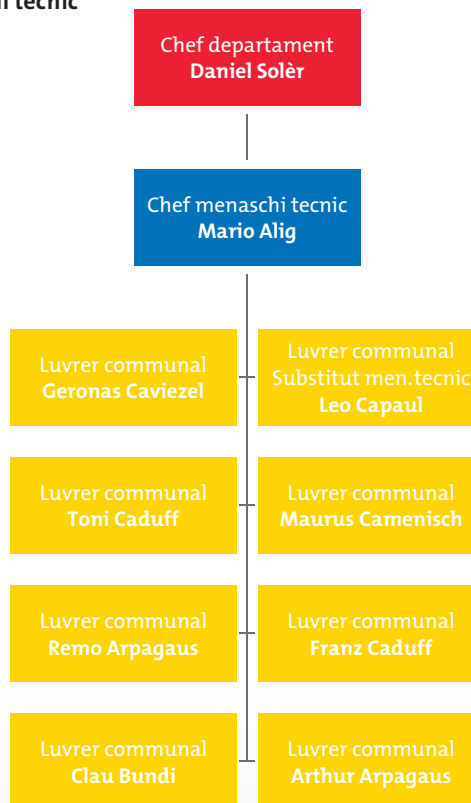 tecnic
Chef departament
Daniel Solèr
Chef menaschi tecnic
Mario Alig
Luvrer communal
Geronas Caviezel
Luvrer communal
Substitut men.tecnic
Leo Capaul
Luvrer communal
Toni Caduff
Luvrer communal
Maurus Camenisch
Luvrer communal
Remo Arpagaus
Luvrer communal
Franz Caduff
Luvrer communal
Clau Bundi
Luvrer communal
Arthur Arpagaus